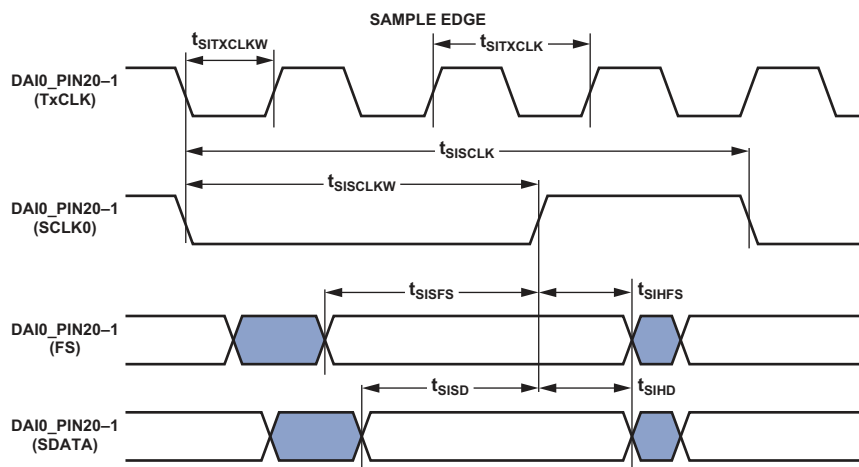 SAMPLE EDGE
tSITXCLKW
tSITXCLK
DAI0_PIN20–1
(TxCLK)
tSISCLK
tSISCLKW
DAI0_PIN20–1
(SCLK0)
tSISFS
tSIHFS
DAI0_PIN20–1
(FS)
tSISD
tSIHD
DAI0_PIN20–1
(SDATA)